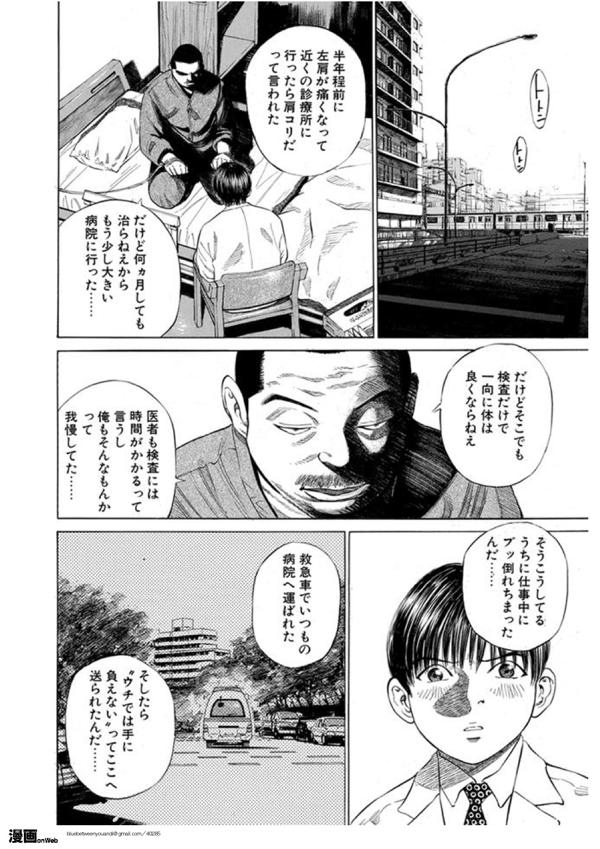 トトン
トトン
半年程前に
左肩が痛くなって
近くの診療所に
行ったら肩コリだ
って言われた
だけど何ヵ月しても
治らねえから
もう少し大きい
病院に行った……
だけどそこでも
検査だけで
一向に体は
良くならねえ
医者も検査には
時間がかかるって
言うし
俺もそんなもんか
って
我慢してた……
そうこうしてる
うちに仕事中に
ブッ倒れちまった
んだ……
救急車でいつもの
病院へ運ばれた
そしたら
〝ウチでは手に
負えない〟ってここへ
送られたんだ……
漫画 on Web
bluebetweenyouandi@gmail.com/40285